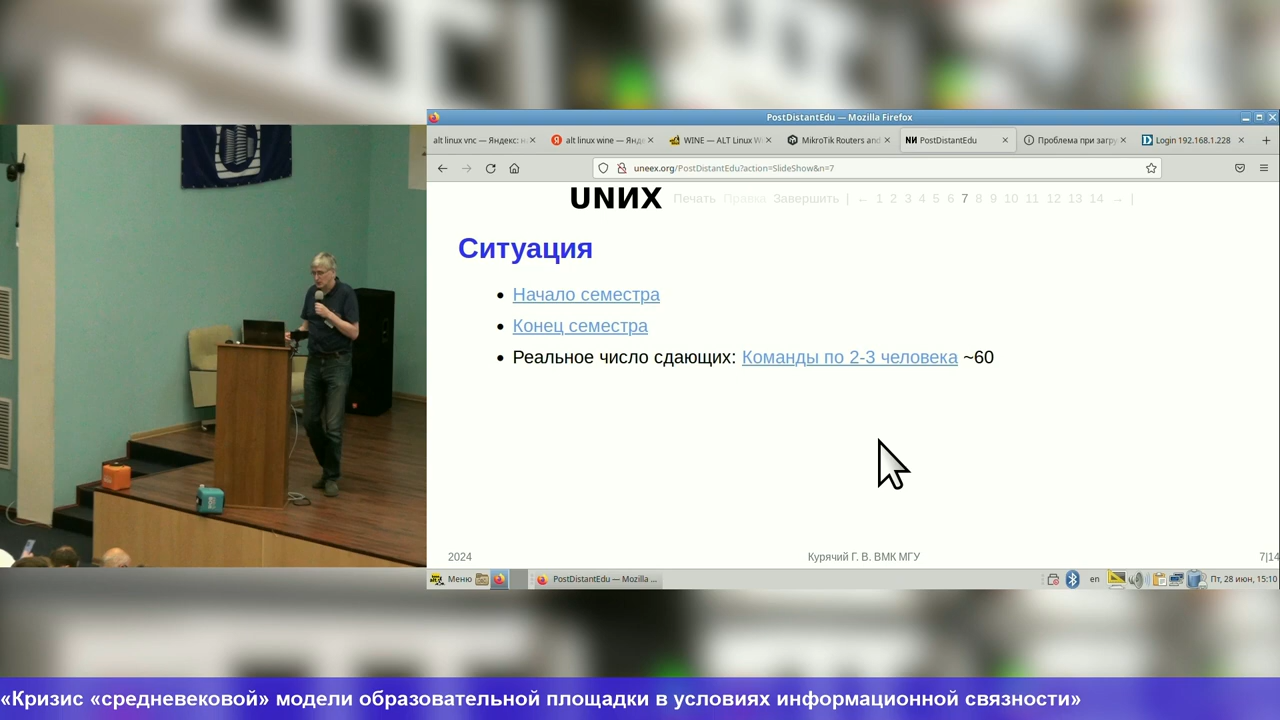 PostDistantEdu — Mozilla Firefox
alt linux vnc — Яндекс: н
alt linux wine — Янд
WINE — ALT Linux W
MikroTik Routers and
PostDistantEdu
Проблема при загру
Login 192.168.1.228
uneex.org/PostDistantEdu?action=SlideShow&n=7
UNИX Печать Правка Завершить | ← 1 2 3 4 5 6 7 8 9 10 11 12 13 14 → |
Ситуация
Начало семестра
Конец семестра
Реальное число сдающих: Команды по 2-3 человека ~60
2024 Курячий Г. В. ВМК МГУ 7|14
Меню PostDistantEdu — Mozilla ... en Пт, 28 июн, 15:10
«Кризис «средневековой» модели образовательной площадки в условиях информационной связности»